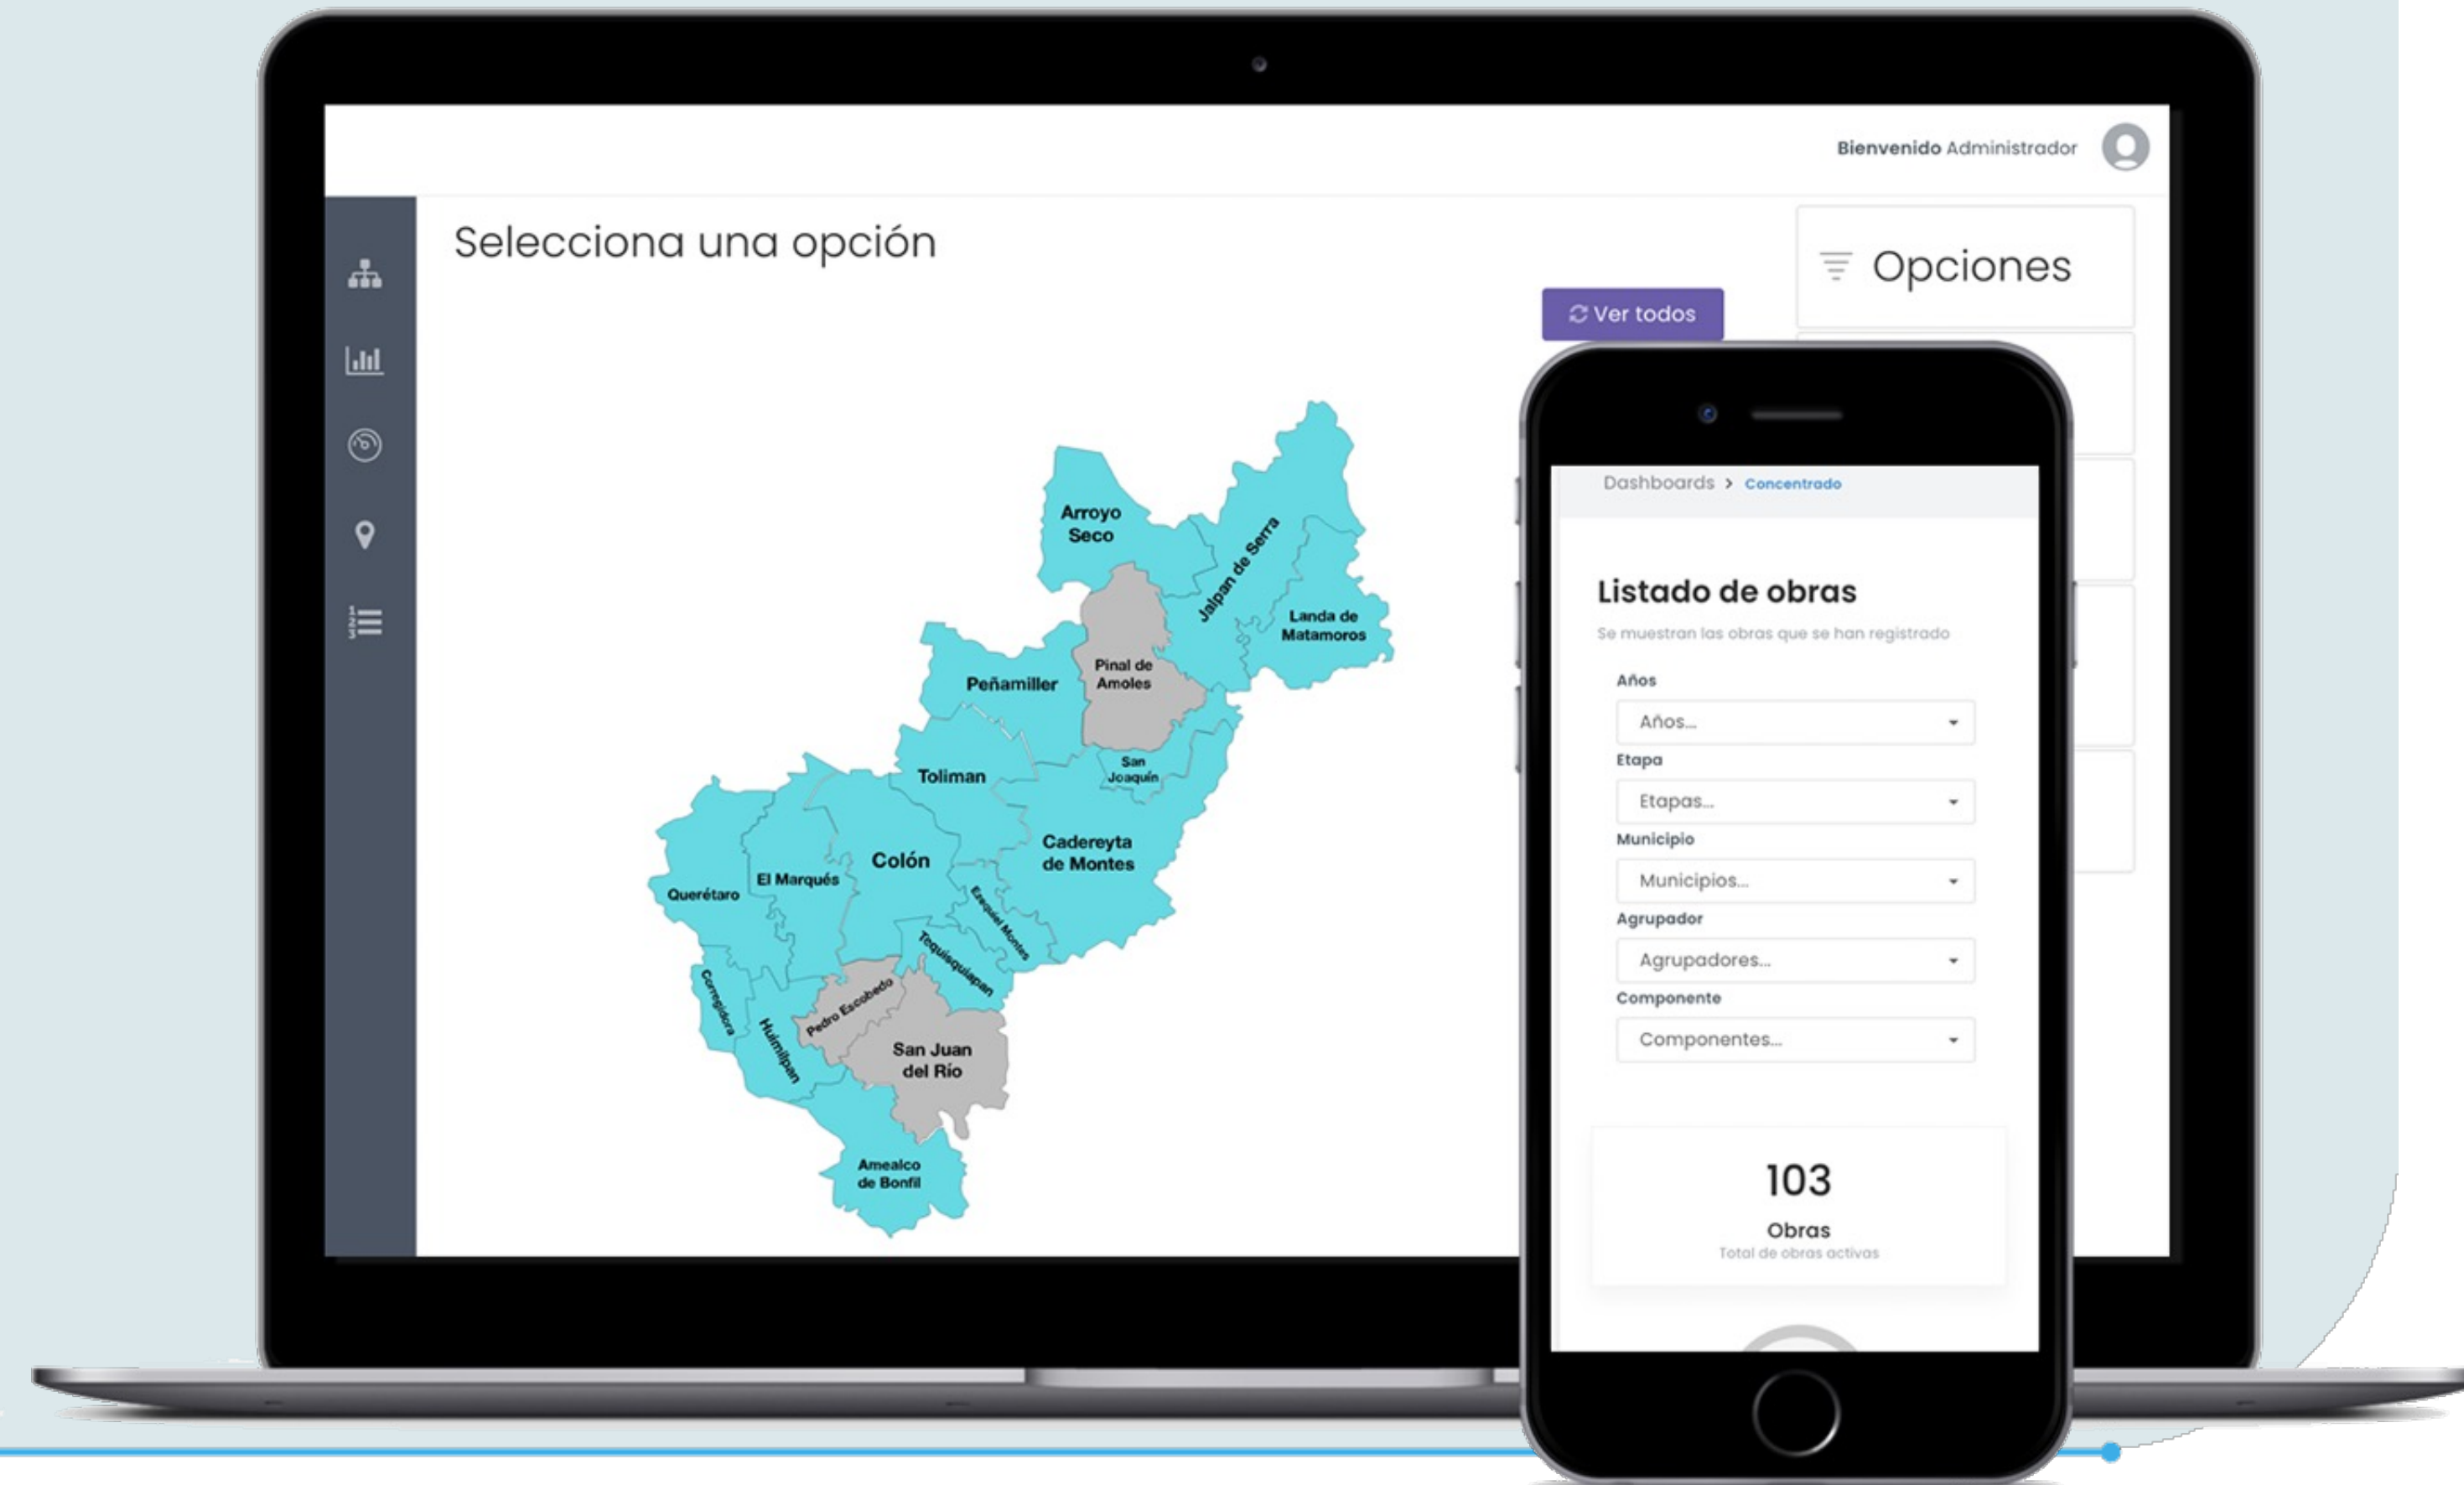 Bienvenido Administrador
Selecciona una opción
Opciones
Ver todos
Arroyo
Seco
Jalpan de Serra
Landa de
Matamoros
Pinal de
Amoles
Peñamiller
San
Joaquín
Toliman
Cadereyta
de Montes
Colón
El Marqués
Querétaro
Ezequiel Montes
Tequisquiapan
Corregidora
Huimilpan
Pedro Escobedo
San Juan
del Río
Amealco
de Bonfil
Dashboards > Concentrado
Listado de obras
Se muestran las obras que se han registrado
Años
Años...
Etapa
Etapas...
Municipio
Municipios...
Agrupador
Agrupadores...
Componente
Componentes...
103
Obras
Total de obras activas